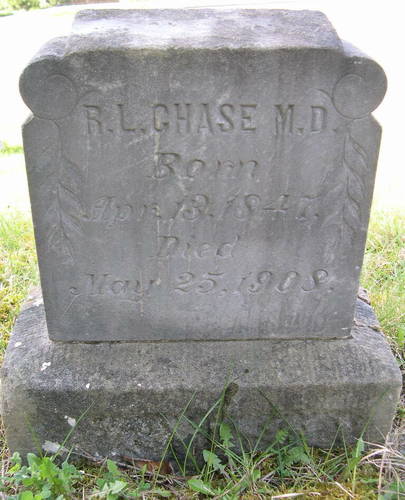 R.L.CHASE M.D.
Born
Apr. 13, 1847.
Died
May 25, 1908.